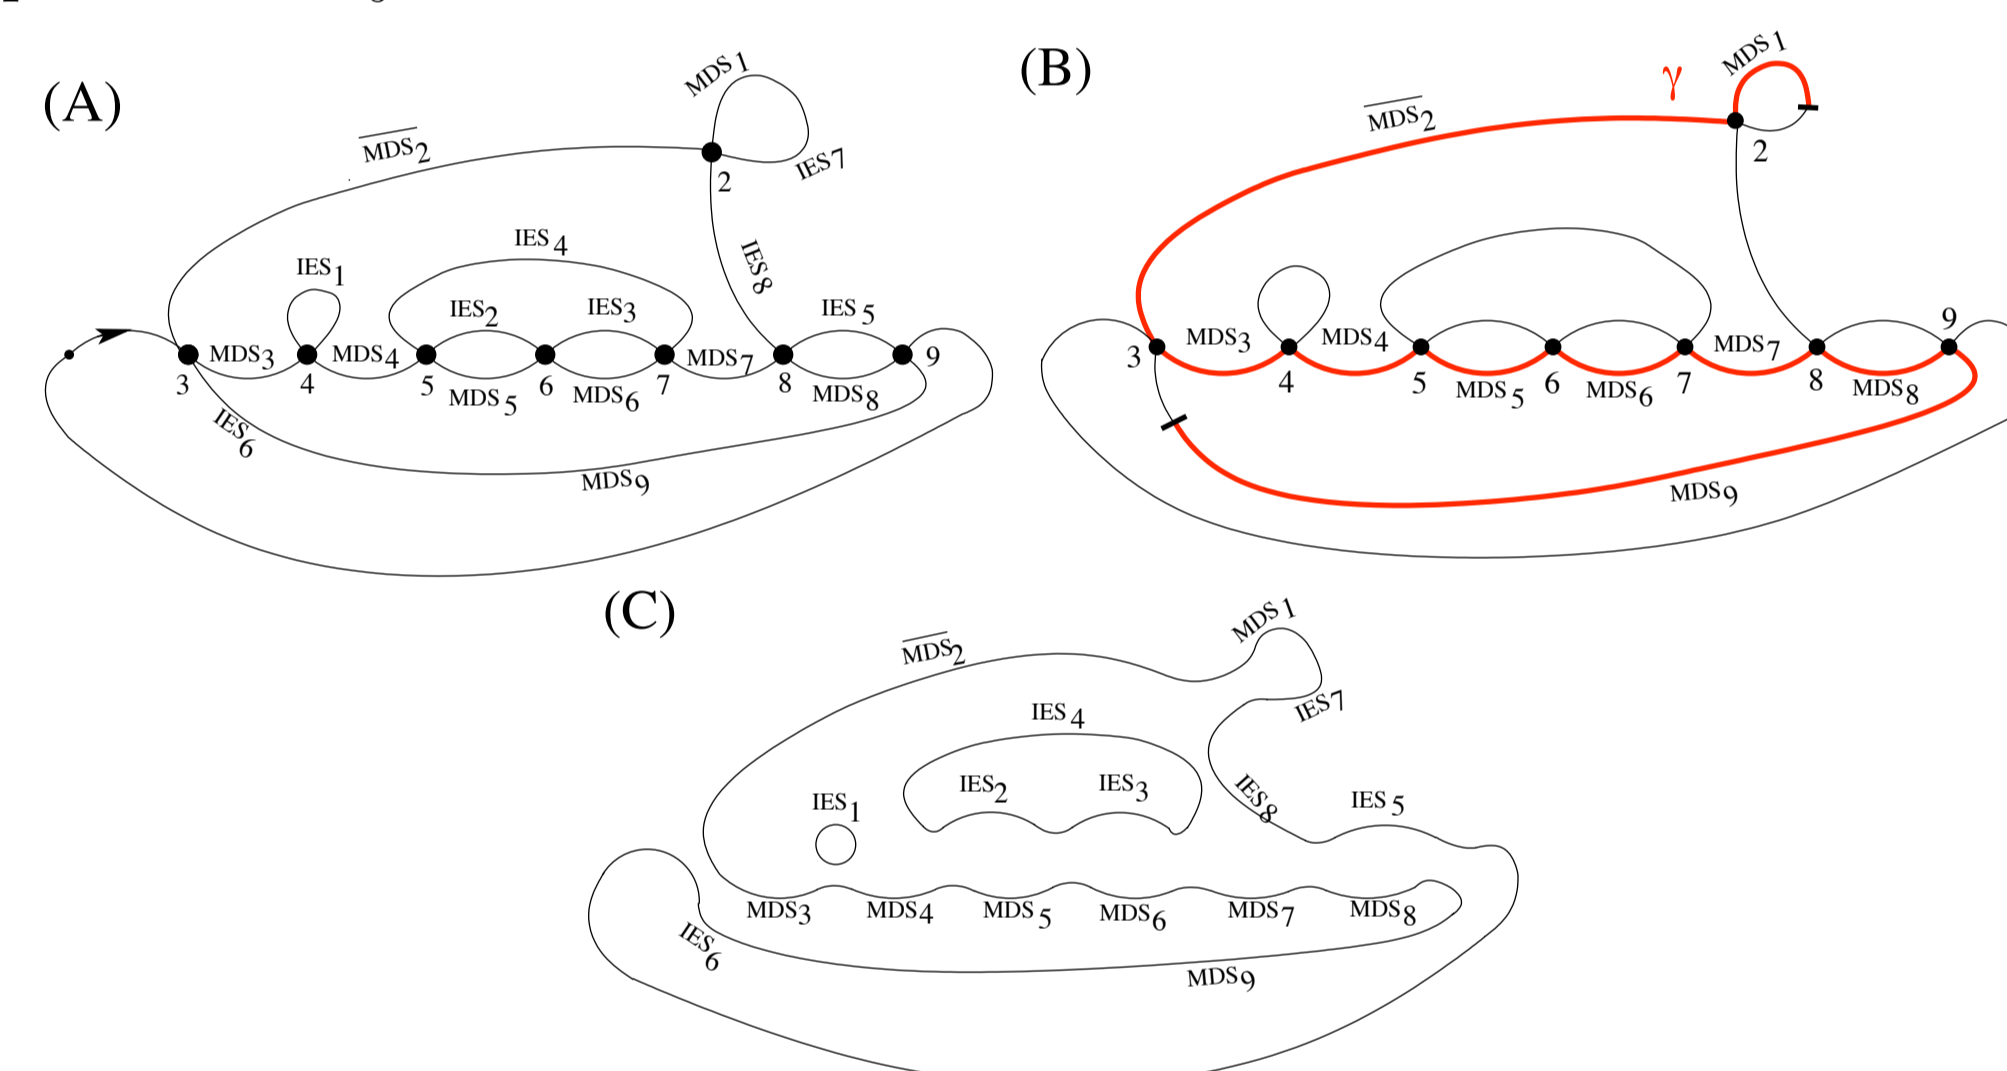 (A)
MDS1
MDS2
IES7
2
IES4
IES8
IES1
IES2
IES3
IES5
MDS3
MDS4
MDS7
9
3
4
5
6
7
8
MDS5
MDS6
MDS8
IES6
MDS9
(B)
γ
MDS1
MDS2
2
9
MDS3
MDS4
MDS7
3
4
5
MDS5
6
MDS6
7
8
MDS8
MDS9
(C)
MDS1
MDS2
IES7
IES4
IES2
IES3
IES8
IES5
IES1
MDS3
MDS4
MDS5
MDS6
MDS7
MDS8
IES6
MDS9